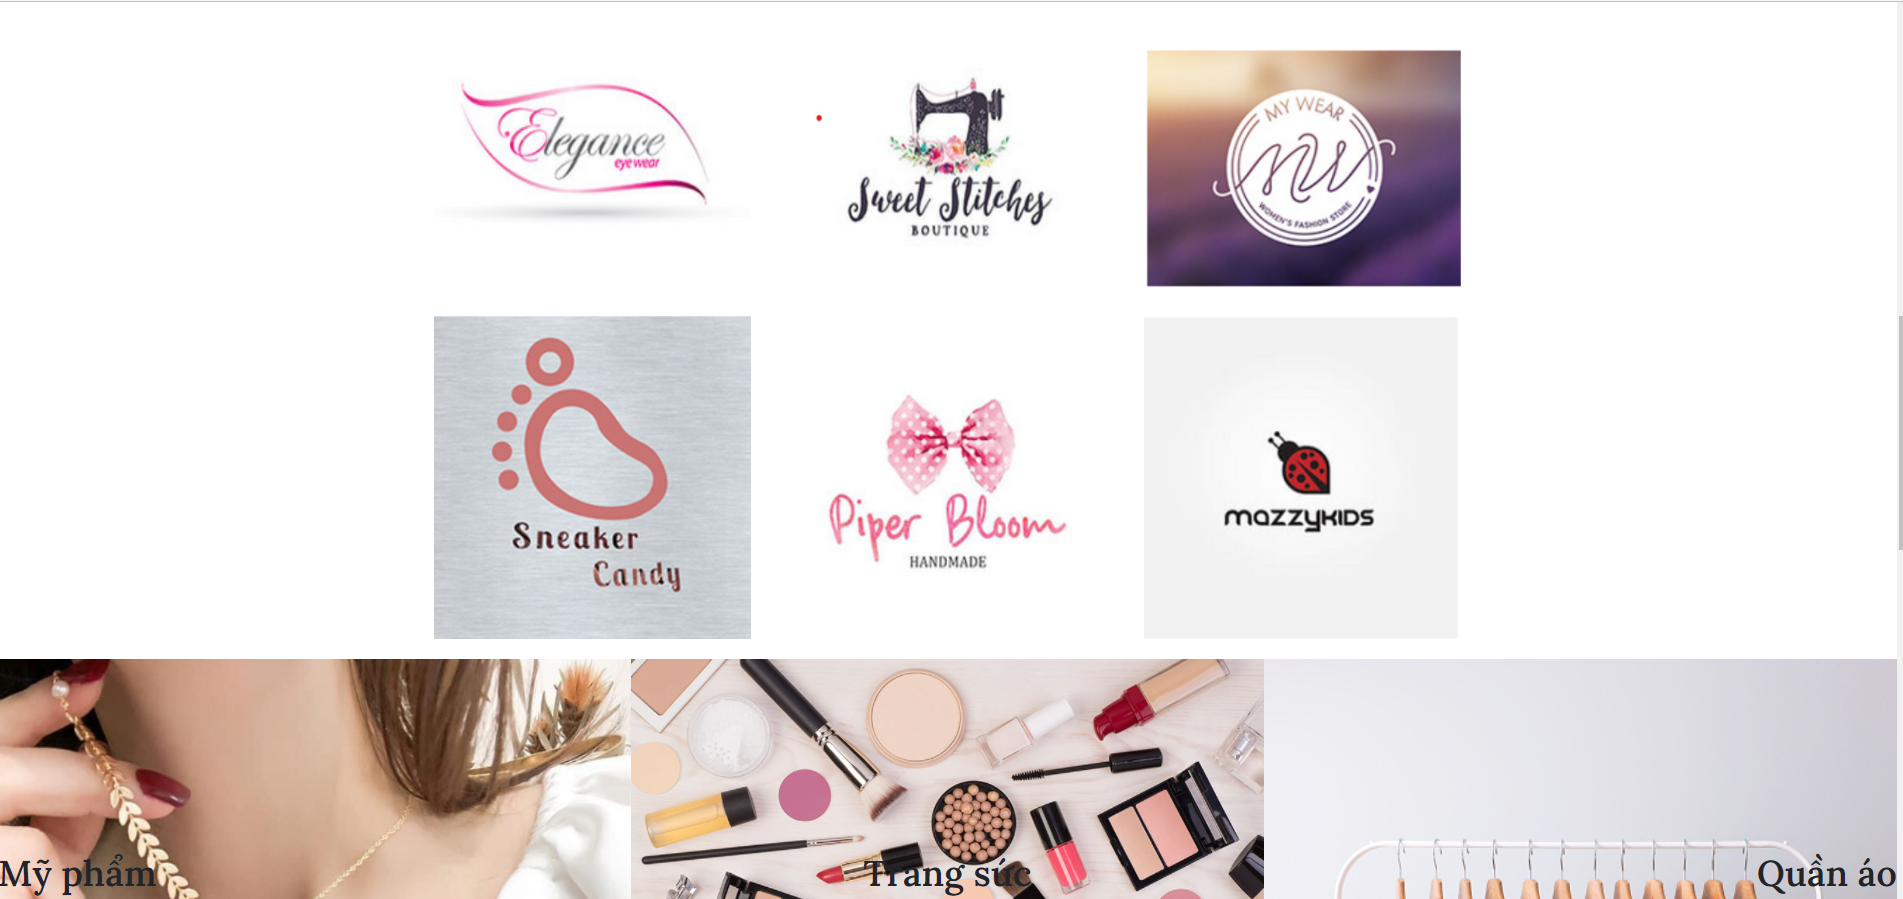 Elegance
eye wear
Sweet Stitches
BOUTIQUE
MY WEAR
MW
WOMEN'S FASHION STORE
Sneaker
Candy
Piper Bloom
HANDMADE
mazzykids
Mỹ phẩm
Trang sức
Quần áo